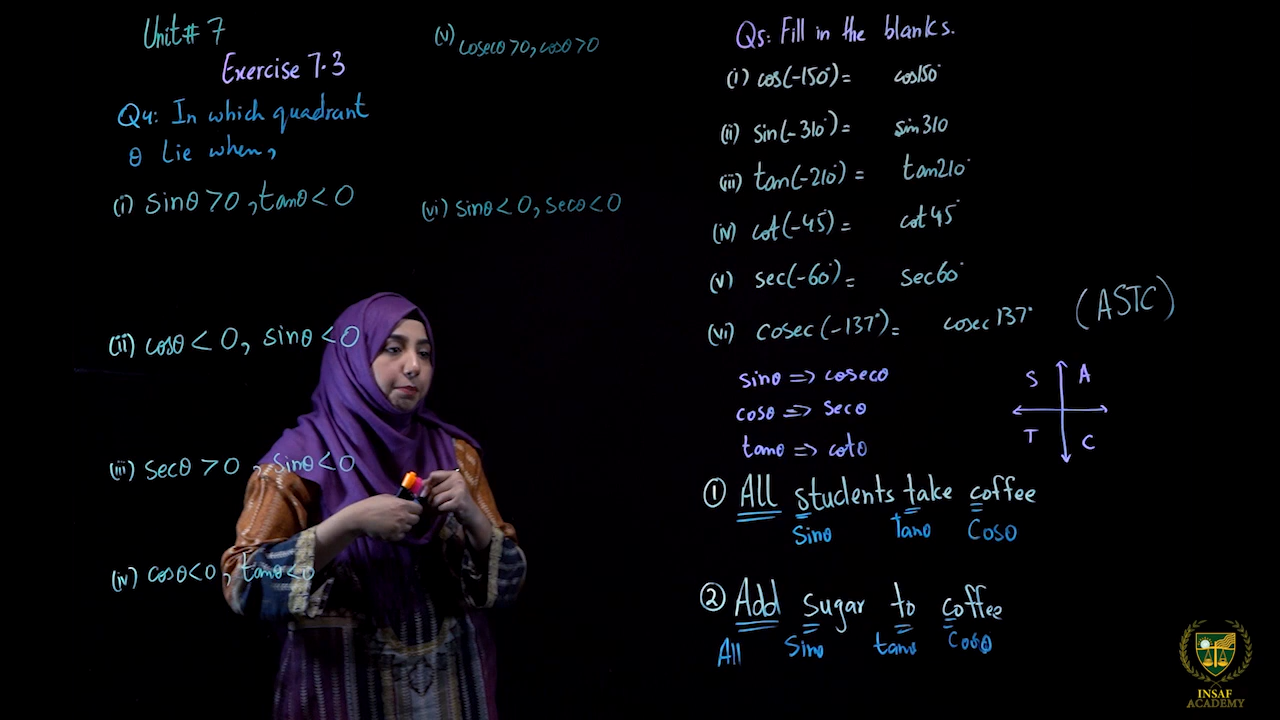 Unit# 7
Exercise 7.3
Q4: In which quadrant
θ Lie when,
(i) sinθ >0 , tanθ < 0
(ii) cosθ < 0, sinθ < 0
(iii) secθ > 0 , sinθ < 0
(iv) cosθ<0 , tanθ<0
(v) cosecθ >0, cosθ >0
(vi) sinθ < 0, secθ < 0
Q5: Fill in the blanks.
(i) cos(-150°) = cos150°
(ii) sin(-310°) = sin310
(iii) tan(-210°) = tan210°
(iv) cot(-45°) = cot45°
(v) sec(-60°) = sec60°
(vi) cosec(-137°) = cosec137°
(ASTC)
sinθ => cosecθ
cosθ => secθ
tanθ => cotθ
S A
T C
① All students take coffee
Sinθ Tanθ Cosθ
② Add sugar to coffee
All Sinθ tanθ Cosθ
INSAF
ACADEMY